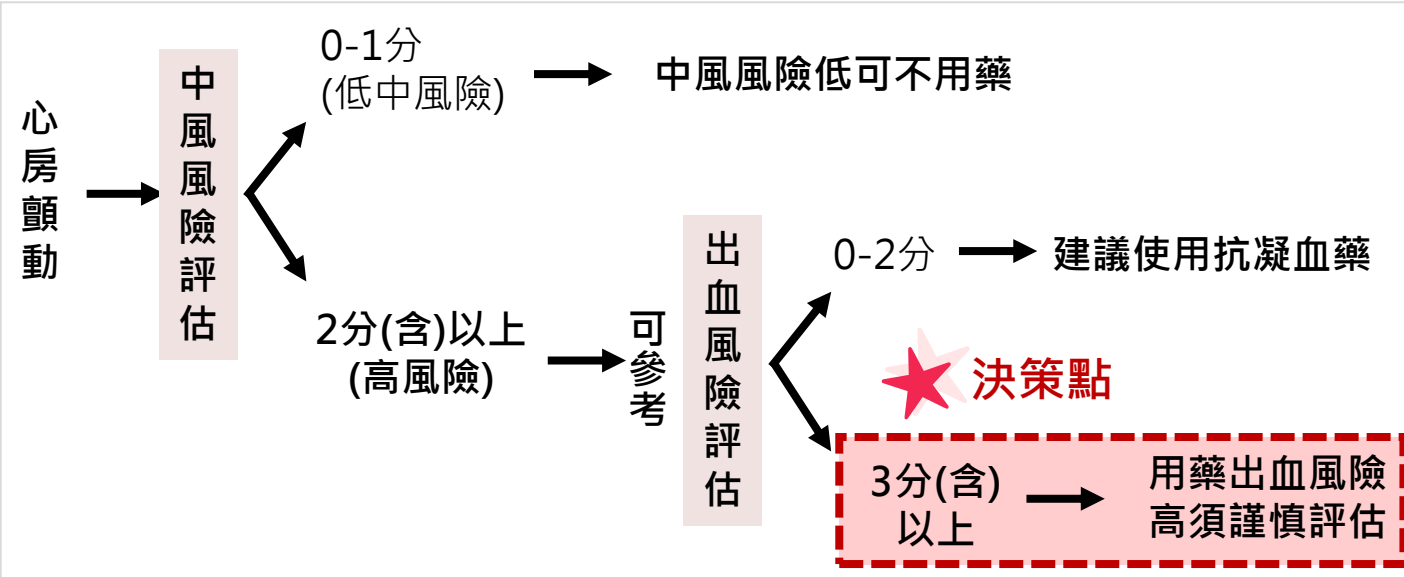 心房顫動
中風風險評估
0-1分
(低中風險)
中風風險低可不用藥
2分(含)以上
(高風險)
可參考
出血風險評估
0-2分
建議使用抗凝血藥
決策點
3分(含)
以上
用藥出血風險
高須謹慎評估